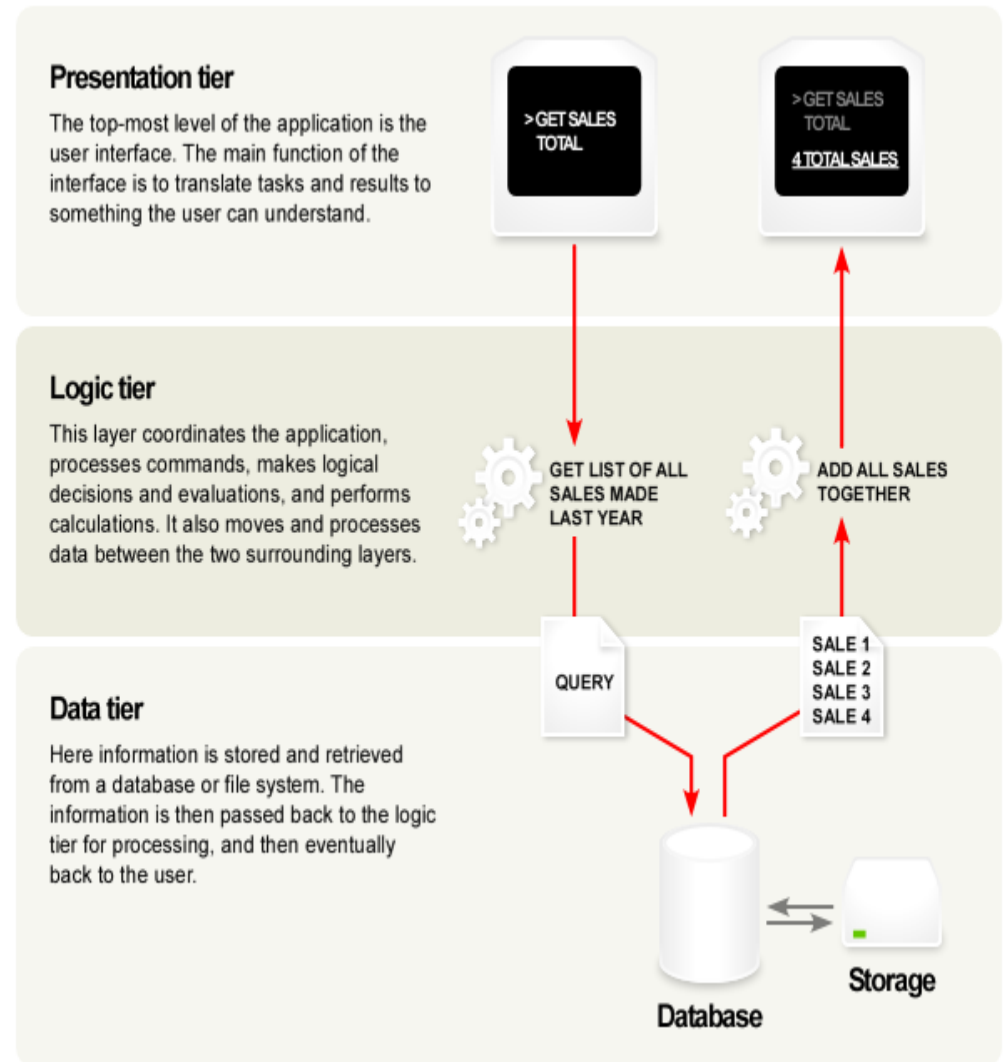 Presentation tier
The top-most level of the application is the
user interface. The main function of the
interface is to translate tasks and results to
something the user can understand.
>GET SALES
TOTAL
>GET SALES
TOTAL
4 TOTAL SALES
Logic tier
This layer coordinates the application,
processes commands, makes logical
decisions and evaluations, and performs
calculations. It also moves and processes
data between the two surrounding layers.
GET LIST OF ALL
SALES MADE
LAST YEAR
ADD ALL SALES
TOGETHER
QUERY
SALE 1
SALE 2
SALE 3
SALE 4
Data tier
Here information is stored and retrieved
from a database or file system. The
information is then passed back to the logic
tier for processing, and then eventually
back to the user.
Database
Storage